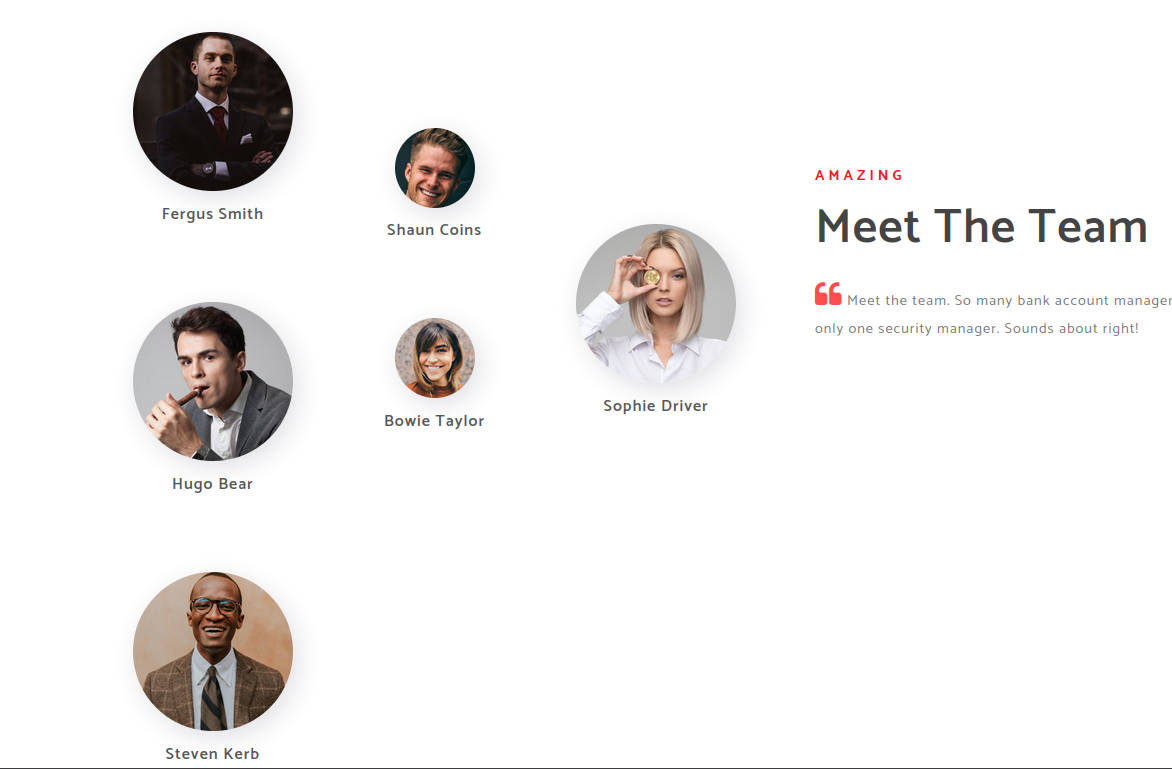 Fergus Smith
Shaun Coins
Hugo Bear
Bowie Taylor
Sophie Driver
Steven Kerb
AMAZING
Meet The Team
Meet the team. So many bank account manager
only one security manager. Sounds about right!